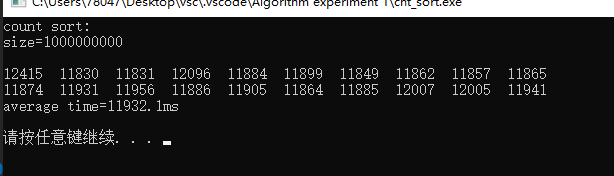 C:\Users\78047\Desktop\vsc\.vscode\Algorithm experiment 1\cnt_sort.exe
count sort:
size=1000000000
12415 11830 11831 12096 11884 11899 11849 11862 11857 11865
11874 11931 11956 11886 11905 11864 11885 12007 12005 11941
average time=11932.1ms
请按任意键继续. . .